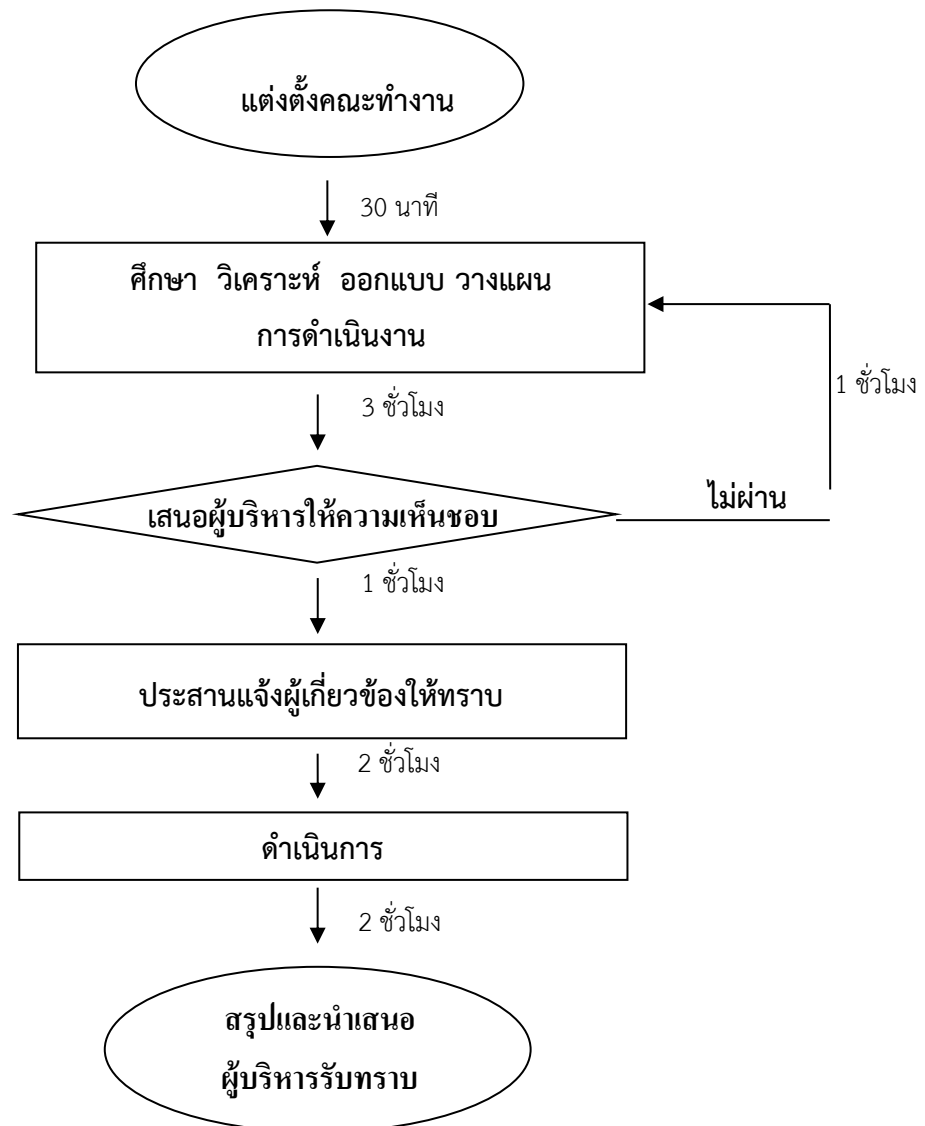 แต่งตั้งคณะทำงาน
30 นาที
ศึกษา วิเคราะห์ ออกแบบ วางแผน
การดำเนินงาน
1 ชั่วโมง
3 ชั่วโมง
ไม่ผ่าน
เสนอผู้บริหารให้ความเห็นชอบ
1 ชั่วโมง
ประสานแจ้งผู้เกี่ยวข้องให้ทราบ
2 ชั่วโมง
ดำเนินการ
2 ชั่วโมง
สรุปและนำเสนอ
ผู้บริหารรับทราบ